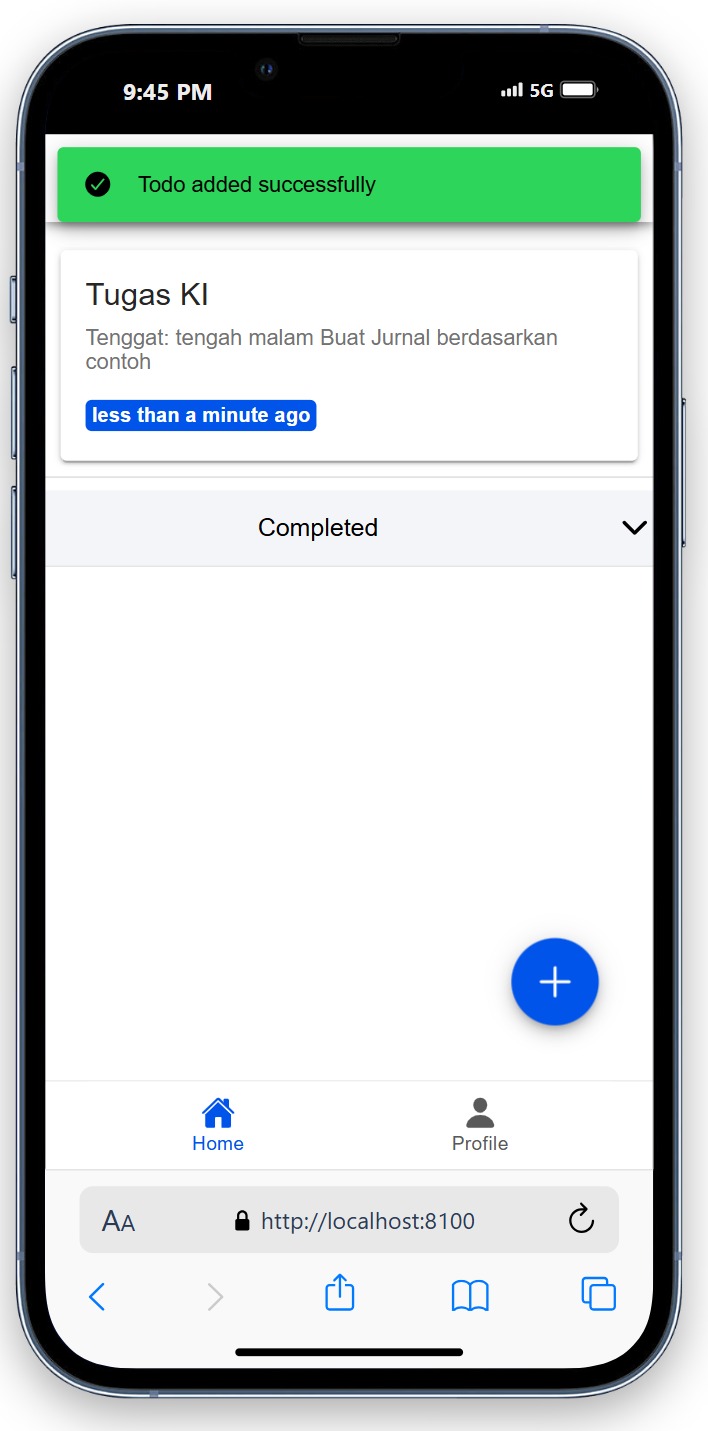 9:45 PM
5G
Todo added successfully
Tugas KI
Tenggat: tengah malam Buat Jurnal berdasarkan
contoh
less than a minute ago
Completed
Home
Profile
AA
http://localhost:8100